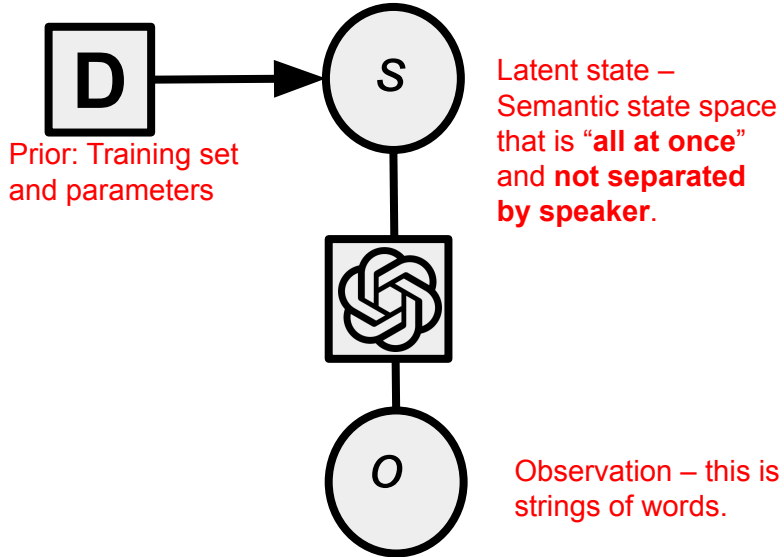 D
s
Latent state –
Semantic state space
that is “all at once”
and not separated
by speaker.
Prior: Training set
and parameters
o
Observation – this is
strings of words.